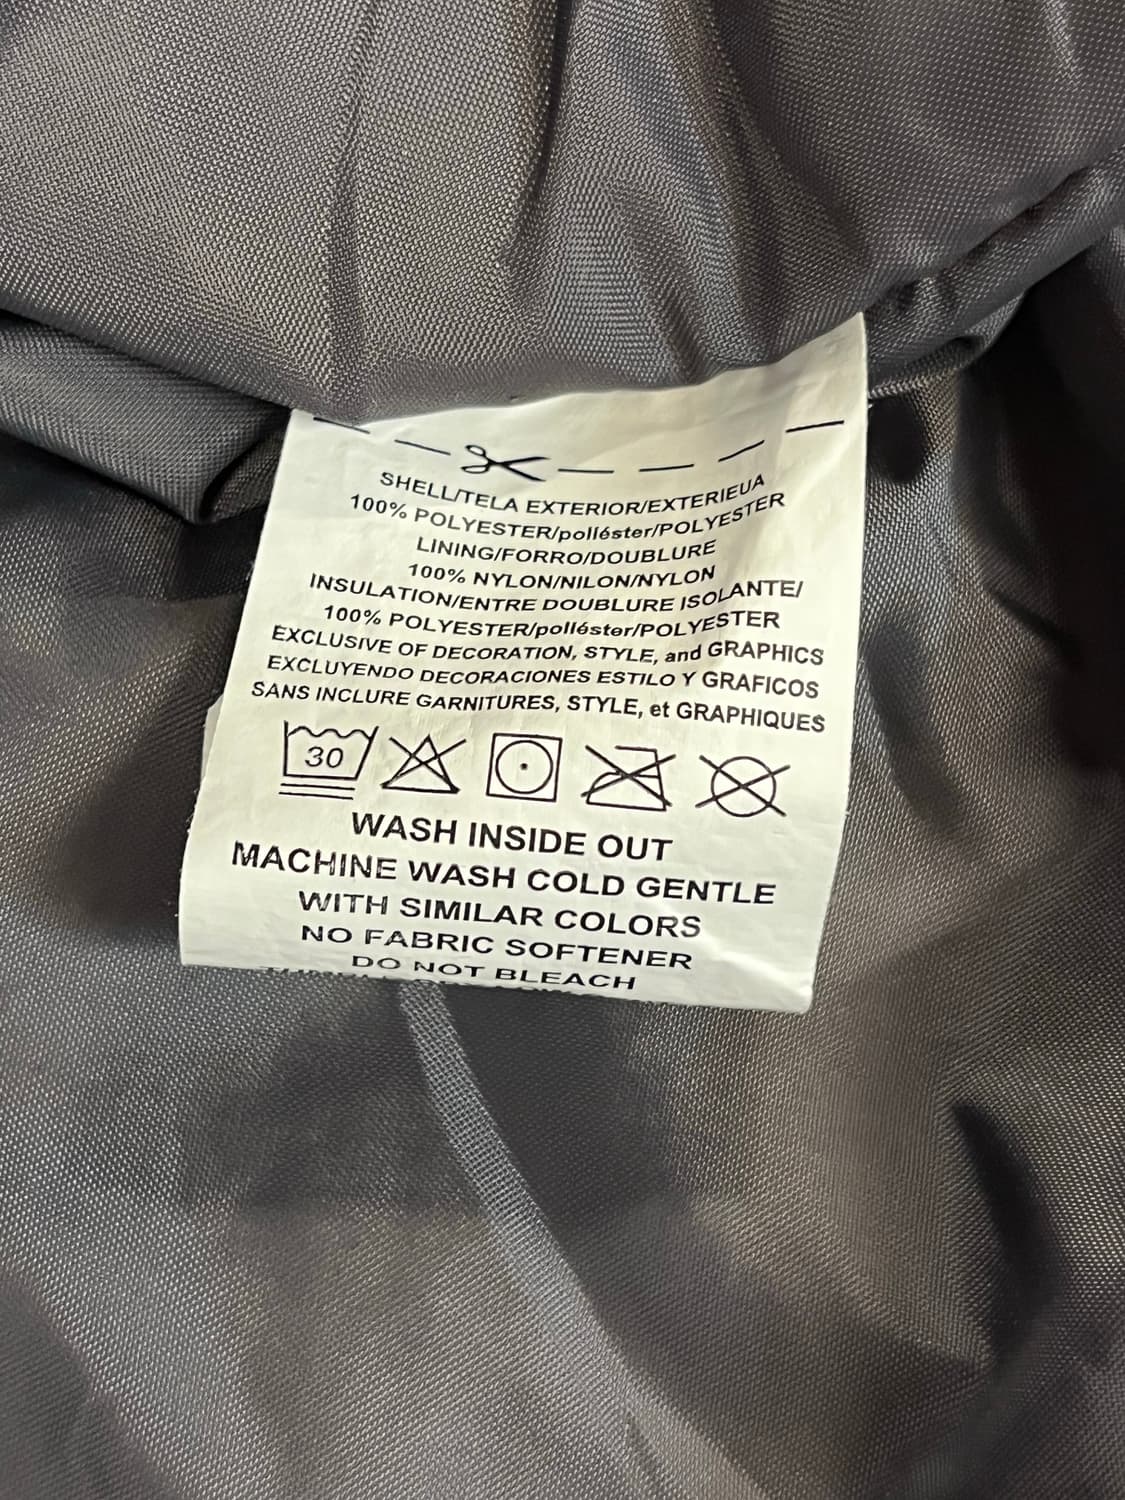 SHELL/TELA EXTERIOR/EXTERIEUA
100% POLYESTER/polléster/POLYESTER
LINING/FORRO/DOUBLURE
100% NYLON/NILON/NYLON
INSULATION/ENTRE DOUBLURE ISOLANTE/
100% POLYESTER/polléster/POLYESTER
EXCLUSIVE OF DECORATION, STYLE, and GRAPHICS
EXCLUYENDO DECORACIONES ESTILO Y GRAFICOS
SANS INCLURE GARNITURES, STYLE, et GRAPHIQUES
30
WASH INSIDE OUT
MACHINE WASH COLD GENTLE
WITH SIMILAR COLORS
NO FABRIC SOFTENER
DO NOT BLEACH